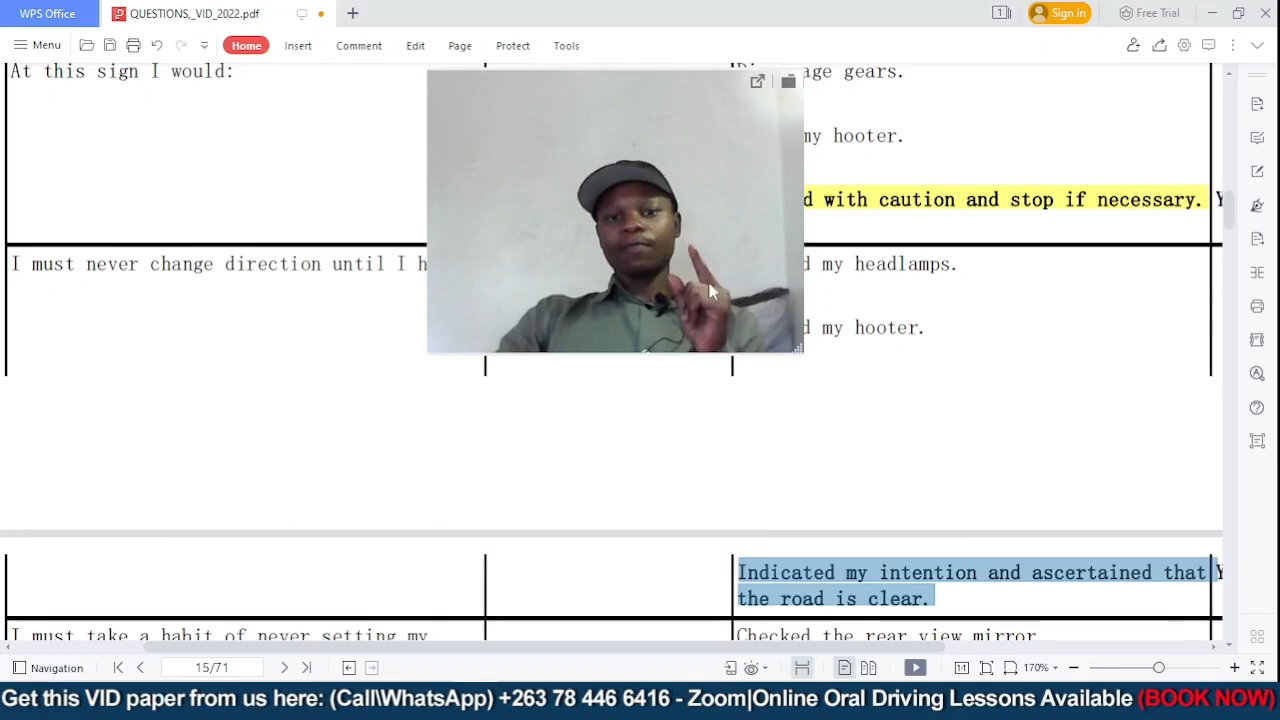 WPS Office
QUESTIONS,_VID_2022.pdf
Sign in
Free Trial
Menu
Home
Insert
Comment
Edit
Page
Protect
Tools
At this sign I would:
age gears.
my hooter.
d with caution and stop if necessary.
I must never change direction until I h
d my headlamps.
d my hooter.
Indicated my intention and ascertained that
the road is clear.
I must take a habit of never setting my
Checked the rear view mirror
Navigation
15/71
170%
Get this VID paper from us here: (Call\WhatsApp) +263 78 446 6416 - Zoom|Online Oral Driving Lessons Available (BOOK NOW)